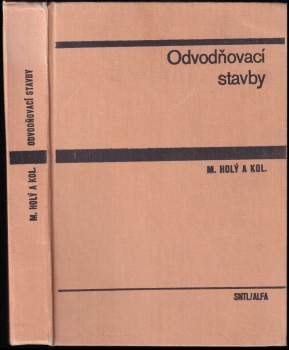 M. HOLÝ A KOL. ODVODŇOVACÍ STAVBY
Odvodňovací
stavby
M. HOLÝ A KOL.
SNTL/ALFA